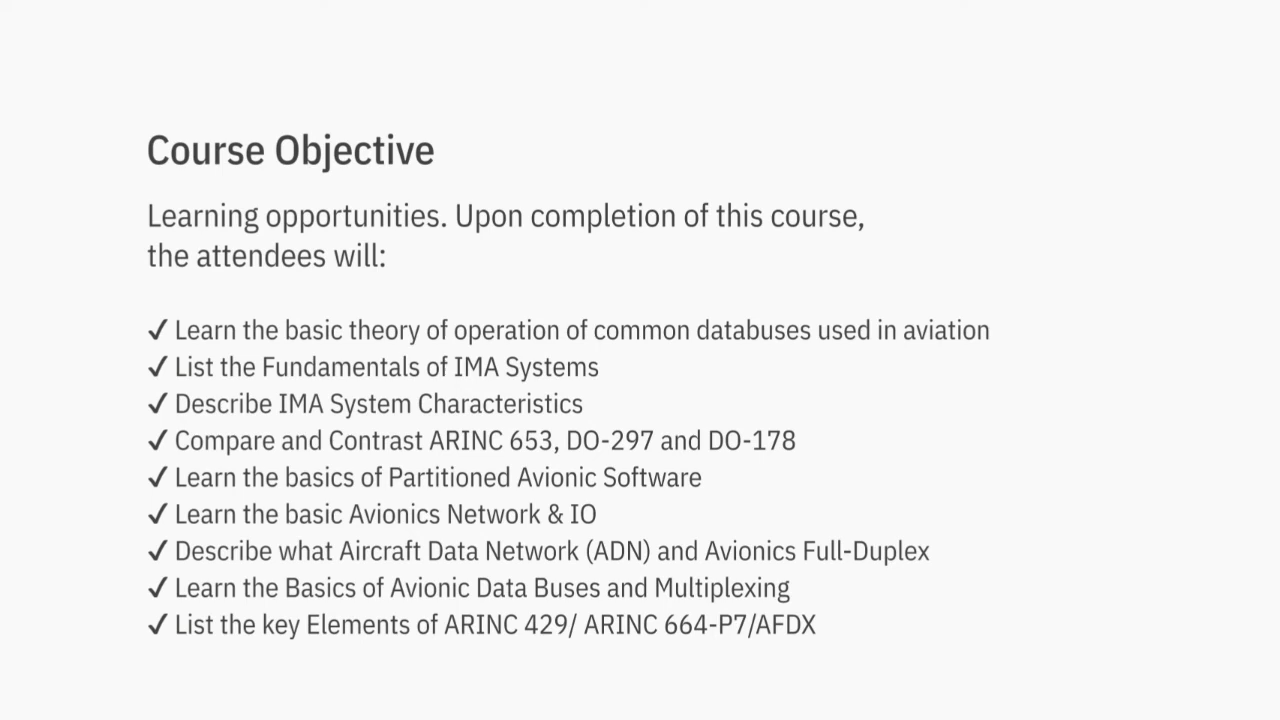 Course Objective
Learning opportunities. Upon completion of this course,
the attendees will:
✓ Learn the basic theory of operation of common databuses used in aviation
✓ List the Fundamentals of IMA Systems
✓ Describe IMA System Characteristics
✓ Compare and Contrast ARINC 653, DO-297 and DO-178
✓ Learn the basics of Partitioned Avionic Software
✓ Learn the basic Avionics Network & IO
✓ Describe what Aircraft Data Network (ADN) and Avionics Full-Duplex
✓ Learn the Basics of Avionic Data Buses and Multiplexing
✓ List the key Elements of ARINC 429/ ARINC 664-P7/AFDX